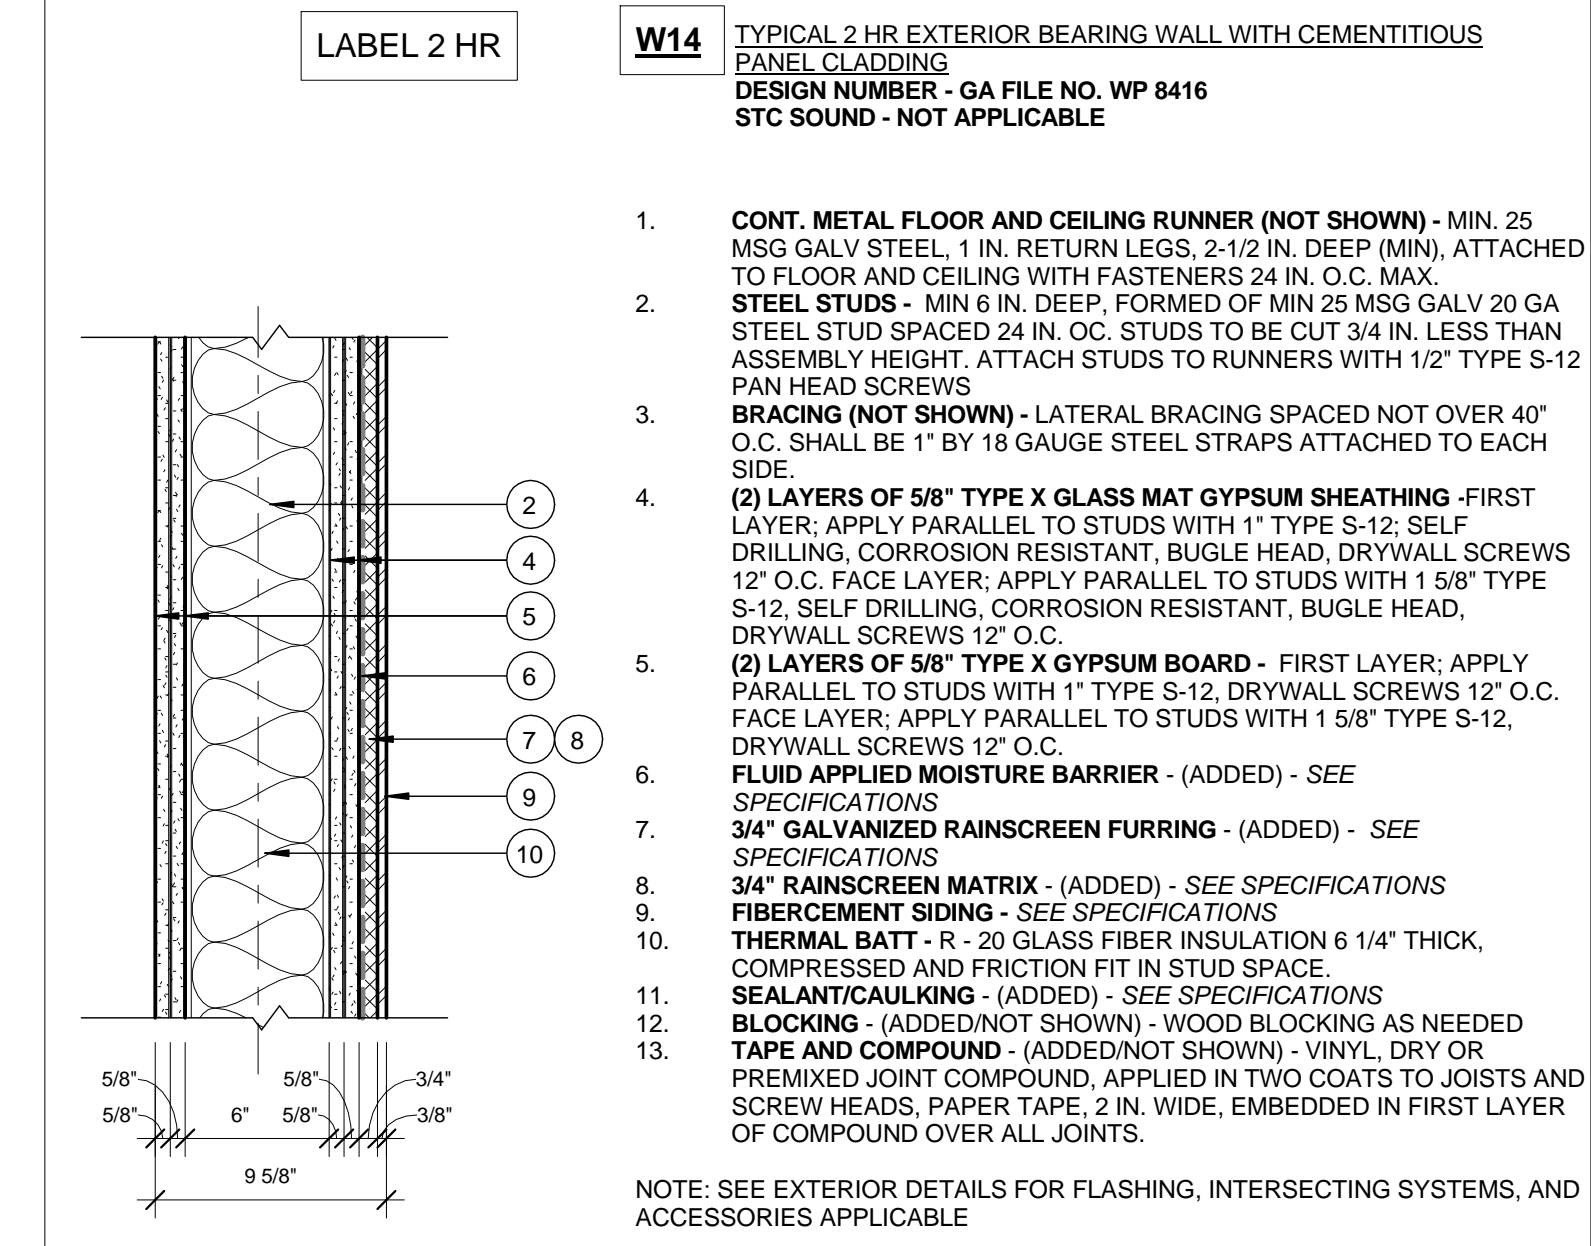 LABEL 2 HR
W14
TYPICAL 2 HR EXTERIOR BEARING WALL WITH CEMENTITIOUS
PANEL CLADDING
DESIGN NUMBER - GA FILE NO. WP 8416
STC SOUND - NOT APPLICABLE
1. CONT. METAL FLOOR AND CEILING RUNNER (NOT SHOWN) - MIN. 25
MSG GALV STEEL, 1 IN. RETURN LEGS, 2-1/2 IN. DEEP (MIN), ATTACHED
TO FLOOR AND CEILING WITH FASTENERS 24 IN. O.C. MAX.
2. STEEL STUDS - MIN 6 IN. DEEP, FORMED OF MIN 25 MSG GALV 20 GA
STEEL STUD SPACED 24 IN. OC. STUDS TO BE CUT 3/4 IN. LESS THAN
ASSEMBLY HEIGHT. ATTACH STUDS TO RUNNERS WITH 1/2" TYPE S-12
PAN HEAD SCREWS
3. BRACING (NOT SHOWN) - LATERAL BRACING SPACED NOT OVER 40"
O.C. SHALL BE 1" BY 18 GAUGE STEEL STRAPS ATTACHED TO EACH
SIDE.
4. (2) LAYERS OF 5/8" TYPE X GLASS MAT GYPSUM SHEATHING -FIRST
LAYER; APPLY PARALLEL TO STUDS WITH 1" TYPE S-12; SELF
DRILLING, CORROSION RESISTANT, BUGLE HEAD, DRYWALL SCREWS
12" O.C. FACE LAYER; APPLY PARALLEL TO STUDS WITH 1 5/8" TYPE
S-12, SELF DRILLING, CORROSION RESISTANT, BUGLE HEAD,
DRYWALL SCREWS 12" O.C.
5. (2) LAYERS OF 5/8" TYPE X GYPSUM BOARD - FIRST LAYER; APPLY
PARALLEL TO STUDS WITH 1" TYPE S-12, DRYWALL SCREWS 12" O.C.
FACE LAYER; APPLY PARALLEL TO STUDS WITH 1 5/8" TYPE S-12,
DRYWALL SCREWS 12" O.C.
6. FLUID APPLIED MOISTURE BARRIER - (ADDED) - SEE
SPECIFICATIONS
7. 3/4" GALVANIZED RAINSCREEN FURRING - (ADDED) - SEE
SPECIFICATIONS
8. 3/4" RAINSCREEN MATRIX - (ADDED) - SEE SPECIFICATIONS
9. FIBERCEMENT SIDING - SEE SPECIFICATIONS
10. THERMAL BATT - R - 20 GLASS FIBER INSULATION 6 1/4" THICK,
COMPRESSED AND FRICTION FIT IN STUD SPACE.
11. SEALANT/CAULKING - (ADDED) - SEE SPECIFICATIONS
12. BLOCKING - (ADDED/NOT SHOWN) - WOOD BLOCKING AS NEEDED
13. TAPE AND COMPOUND - (ADDED/NOT SHOWN) - VINYL, DRY OR
PREMIXED JOINT COMPOUND, APPLIED IN TWO COATS TO JOISTS AND
SCREW HEADS, PAPER TAPE, 2 IN. WIDE, EMBEDDED IN FIRST LAYER
OF COMPOUND OVER ALL JOINTS.
NOTE: SEE EXTERIOR DETAILS FOR FLASHING, INTERSECTING SYSTEMS, AND
ACCESSORIES APPLICABLE
2
4
5
6
7 8
9
10
5/8" 5/8" 3/4"
5/8" 6" 5/8" 3/8"
9 5/8"